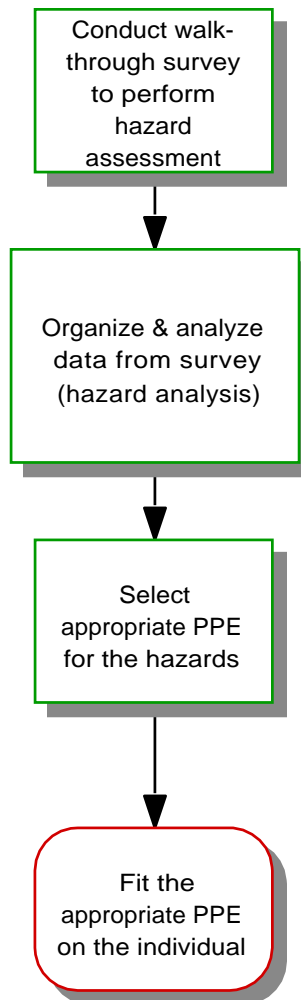 Conduct walk-
through survey
to perform
hazard
assessment
Organize & analyze
data from survey
(hazard analysis)
Select
appropriate PPE
for the hazards
Fit the
appropriate PPE
on the individual